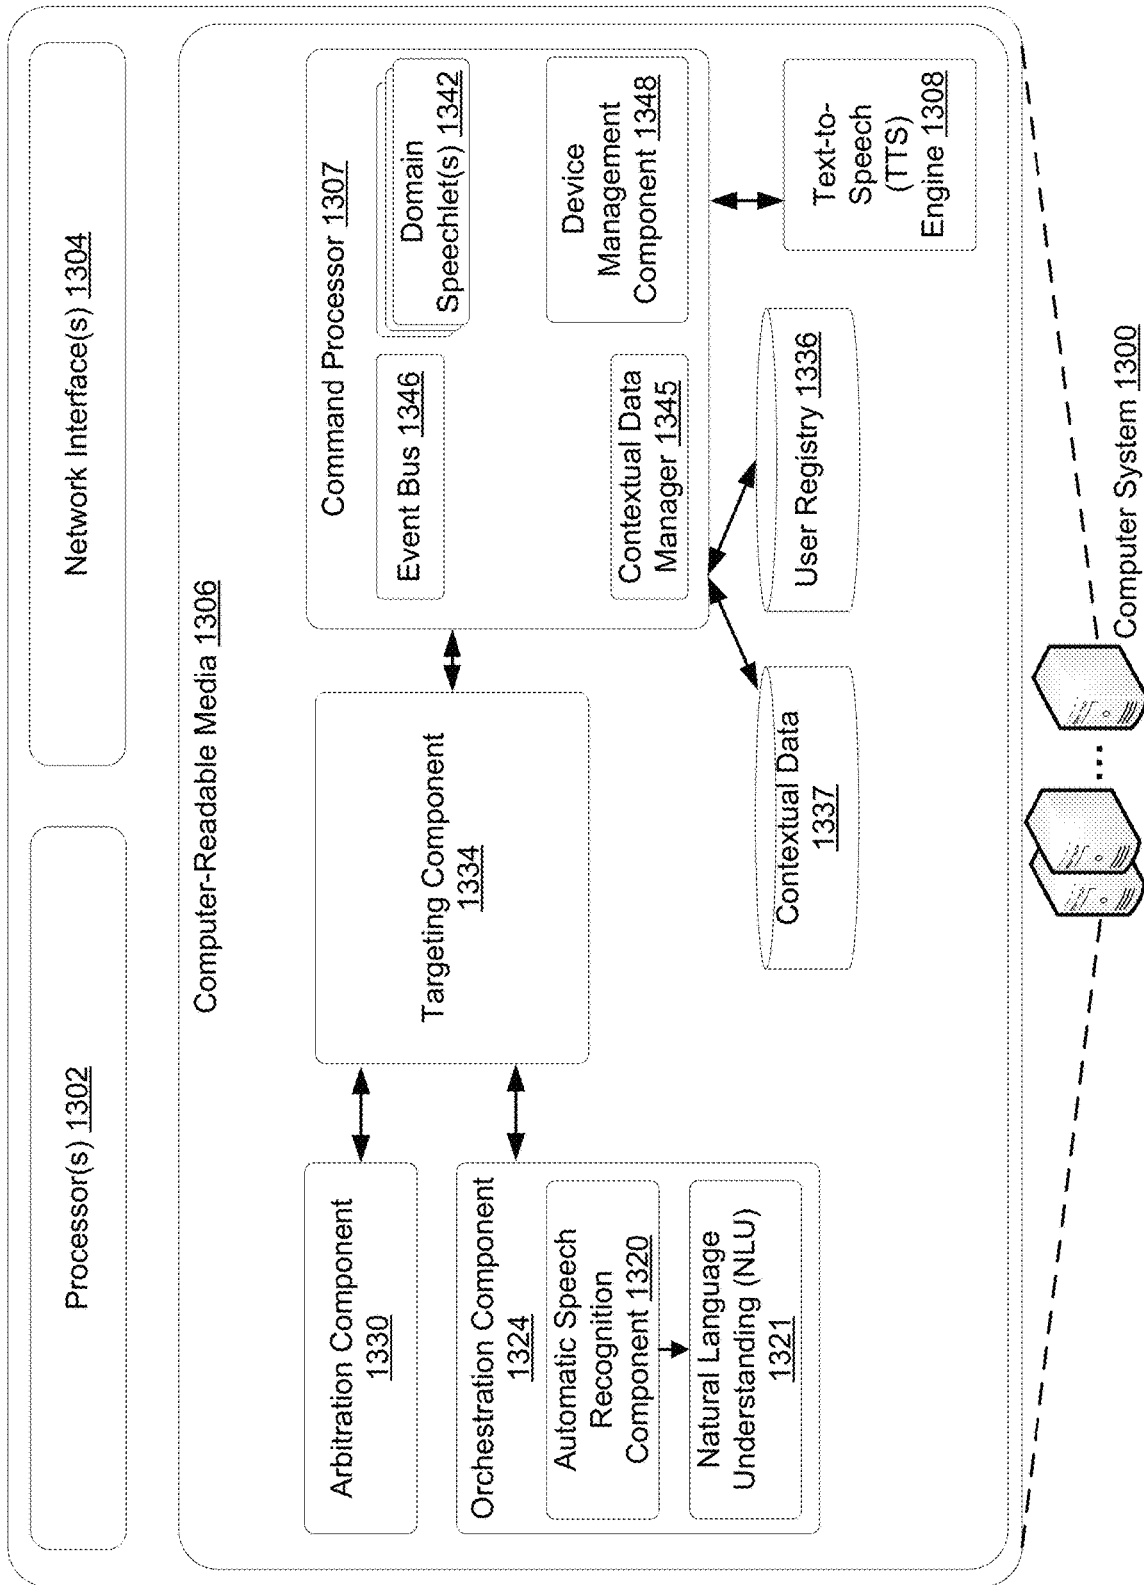 Processor(s) 1302
Network Interface(s) 1304
Computer-Readable Media 1306
Arbitration Component
1330
Orchestration Component
1324
Automatic Speech
Recognition
Component 1320
Natural Language
Understanding (NLU)
1321
Targeting Component
1334
Command Processor 1307
Event Bus 1346
Domain
Speechlet(s) 1342
Contextual Data
Manager 1345
Device
Management
Component 1348
Contextual Data
1337
User Registry 1336
Text-to-
Speech
(TTS)
Engine 1308
...
Computer System 1300